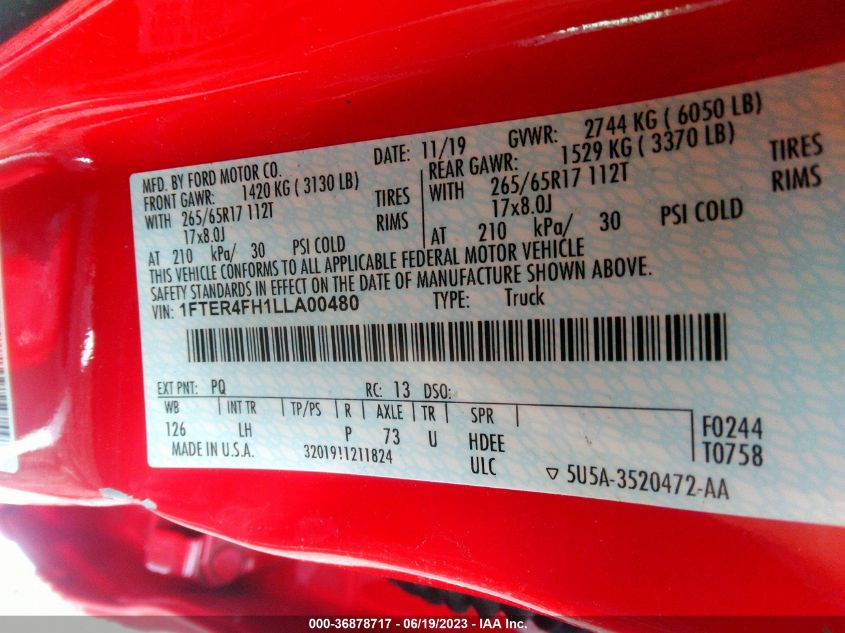 MFD. BY FORD MOTOR CO.
DATE: 11/19 GVWR: 2744 KG ( 6050 LB)
FRONT GAWR: 1420 KG ( 3130 LB)
REAR GAWR: 1529 KG ( 3370 LB)
WITH 265/65R17 112T TIRES
WITH 265/65R17 112T TIRES
17x8.0J RIMS
17x8.0J RIMS
AT 210 kPa/ 30 PSI COLD
AT 210 kPa/ 30 PSI COLD
THIS VEHICLE CONFORMS TO ALL APPLICABLE FEDERAL MOTOR VEHICLE
SAFETY STANDARDS IN EFFECT ON THE DATE OF MANUFACTURE SHOWN ABOVE.
VIN: 1FTER4FH1LLA00480 TYPE: Truck
EXT PNT: PQ RC: 13 DSO:
WB INT TR TP/PS R AXLE TR SPR
126 LH P 73 U HDEE
F0244
MADE IN U.S.A. 320191121​1824 ULC
T0758
5U5A-3520472-AA
000-36878717 - 06/19/2023 - IAA Inc.